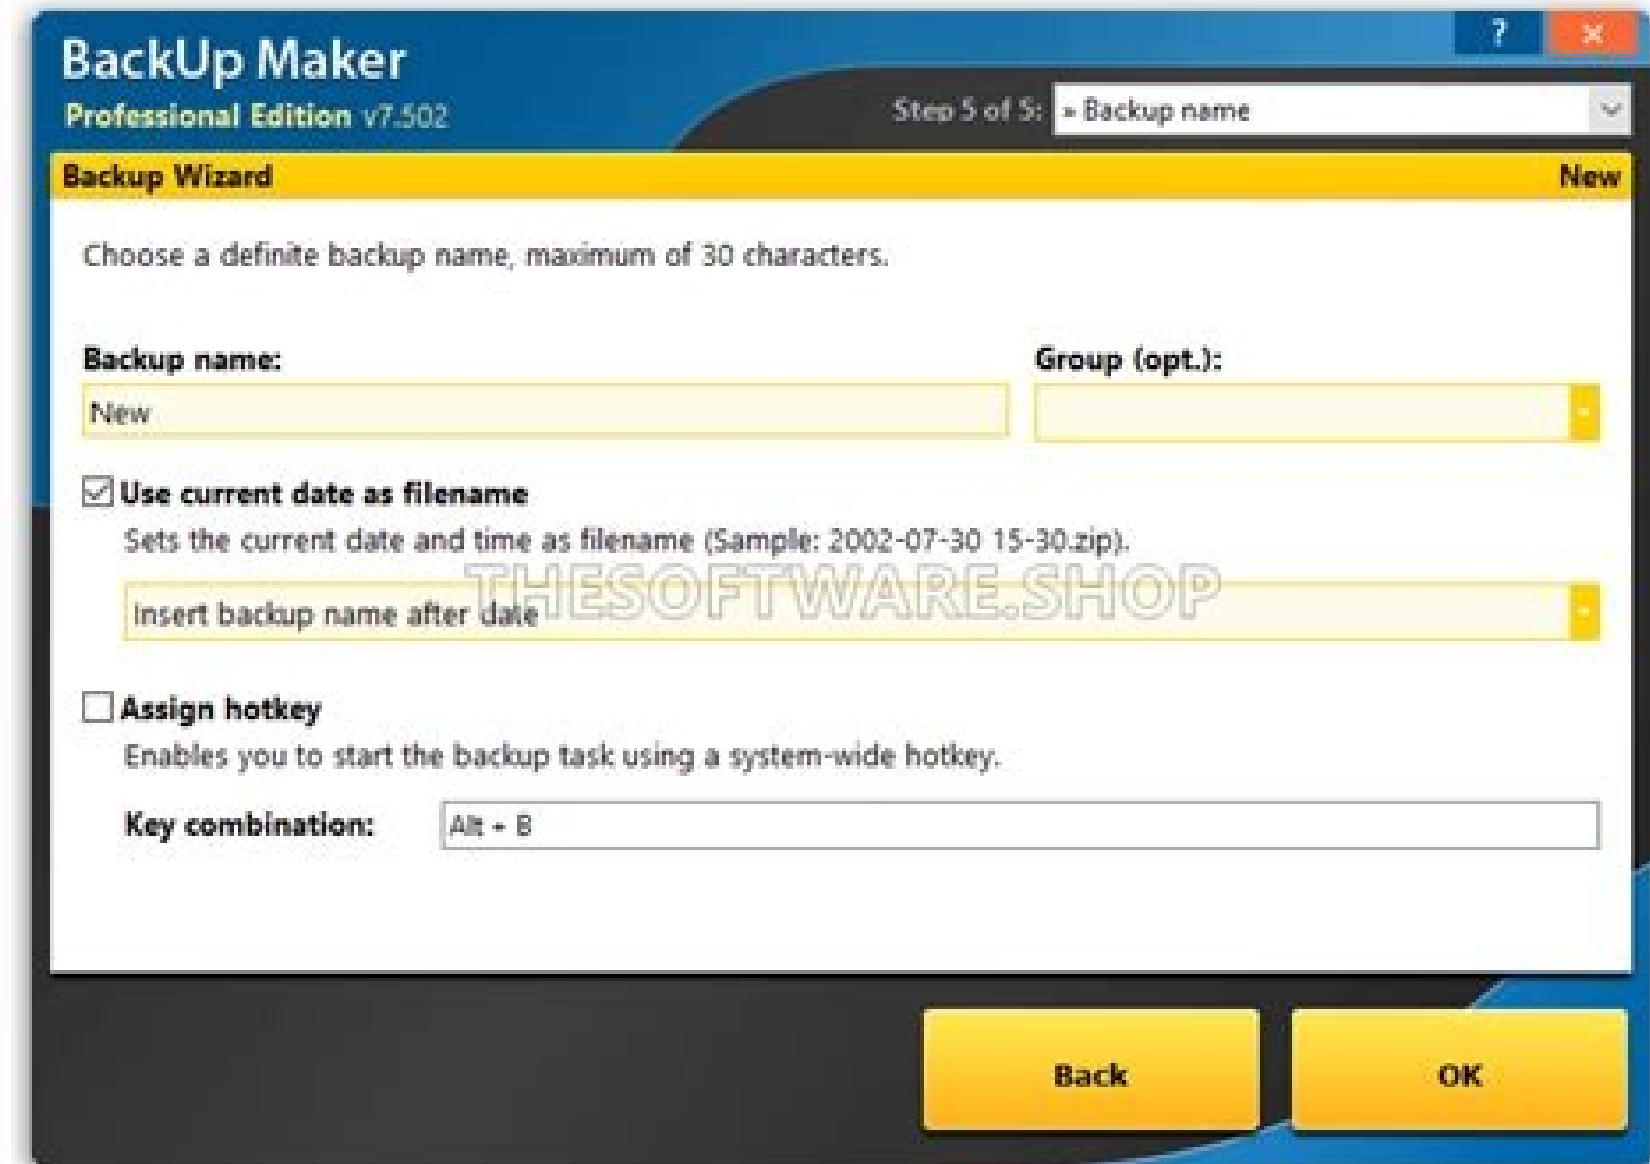 ?
BackUp Maker
Professional Edition v7.502
Step 5 of 5: » Backup name
Backup Wizard New
Choose a definite backup name, maximum of 30 characters.
Backup name: Group (opt.):
New
Use current date as filename
Sets the current date and time as filename (Sample: 2002-07-30 15-30.zip).
THESOFTWARE.SHOP
Insert backup name after date
Assign hotkey
Enables you to start the backup task using a system-wide hotkey.
Key combination: Alt + B
Back OK